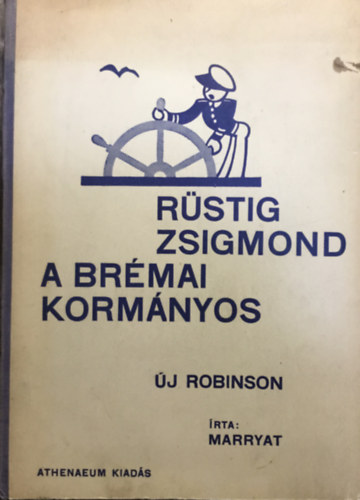 RÜSTIG
ZSIGMOND
A BRÉMAI
KORMÁNYOS
ÚJ ROBINSON
ÍRTA:
MARRYAT
ATHENAEUM KIADÁS